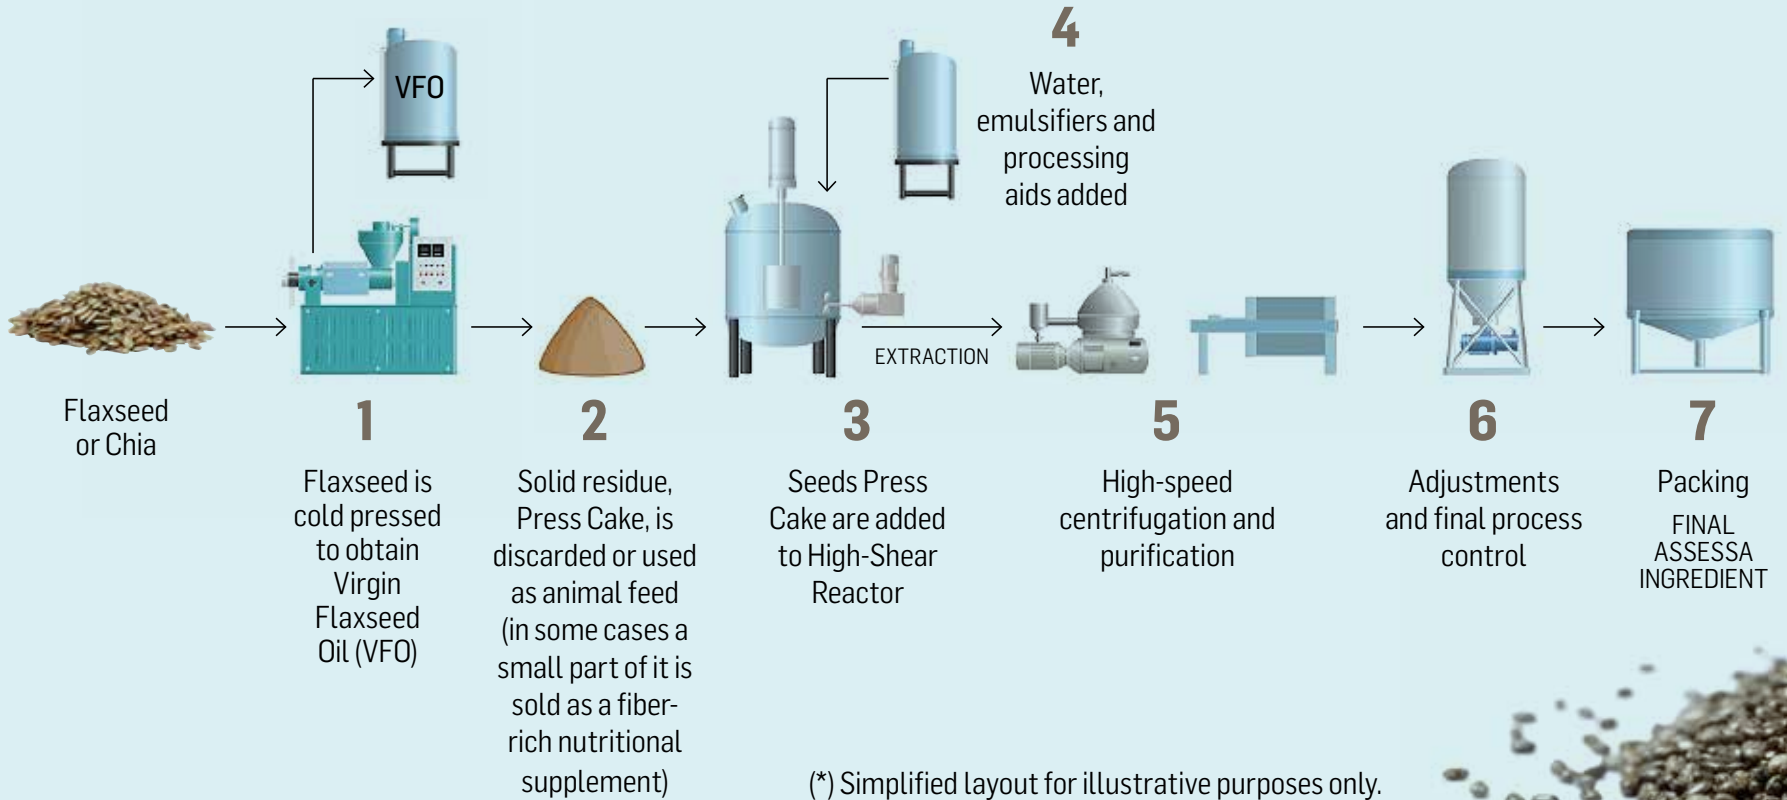 VFO
4
Water,
emulsifiers and
processing
aids added
EXTRACTION
Flaxseed
or Chia
1
Flaxseed is
cold pressed
to obtain
Virgin
Flaxseed
Oil (VFO)
2
Solid residue,
Press Cake, is
discarded or used
as animal feed
(in some cases a
small part of it is
sold as a fiber-
rich nutritional
supplement)
3
Seeds Press
Cake are added
to High-Shear
Reactor
5
High-speed
centrifugation and
purification
6
Adjustments
and final process
control
7
Packing
FINAL
ASSESSA
INGREDIENT
(*) Simplified layout for illustrative purposes only.